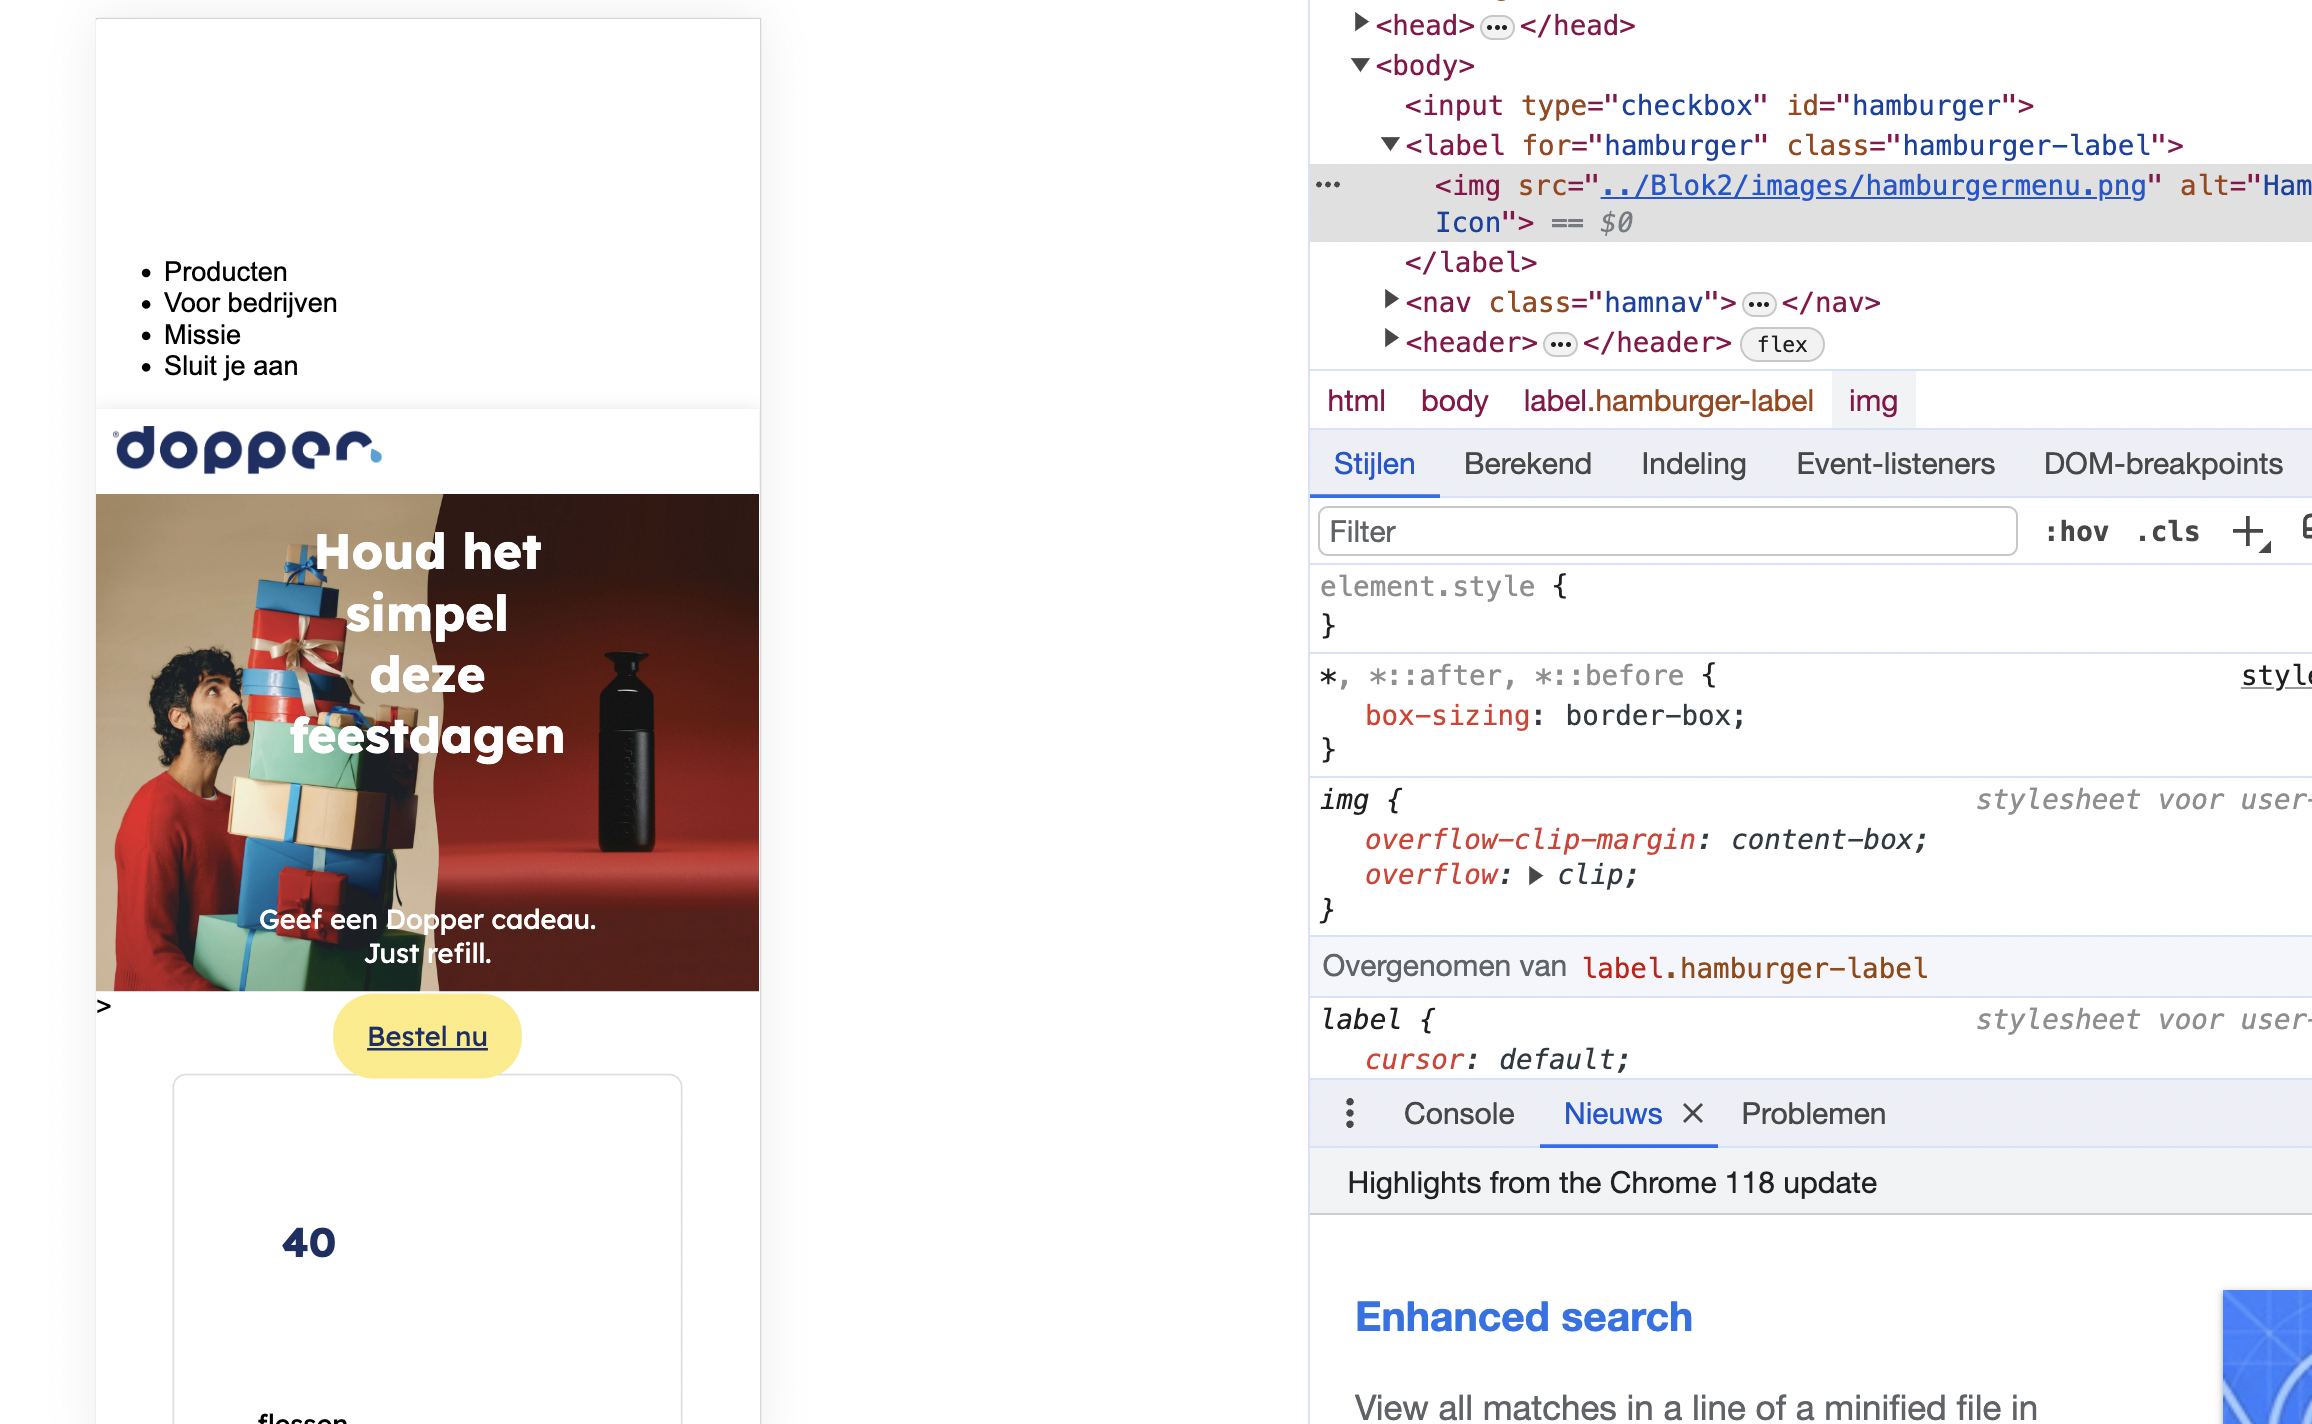 Producten
Voor bedrijven
Missie
Sluit je aan
dopper
Houd het
simpel
deze
feestdagen
Geef een Dopper cadeau.
Just refill.
>
Bestel nu
40
flessen
<head> ··· </head>
<body>
<input type="checkbox" id="hamburger">
<label for="hamburger" class="hamburger-label">
··· <img src="../Blok2/images/hamburgermenu.png" alt="Ham
Icon"> == $0
</label>
<nav class="hamnav"> ··· </nav>
<header> ··· </header> flex
html body label.hamburger-label img
Stijlen Berekend Indeling Event-listeners DOM-breakpoints
Filter :hov .cls +
element.style {
}
*, *::after, *::before { style
box-sizing: border-box;
}
img { stylesheet voor user-
overflow-clip-margin: content-box;
overflow: clip;
}
Overgenomen van label.hamburger-label
label { stylesheet voor user-
cursor: default;
Console Nieuws × Problemen
Highlights from the Chrome 118 update
Enhanced search
View all matches in a line of a minified file in